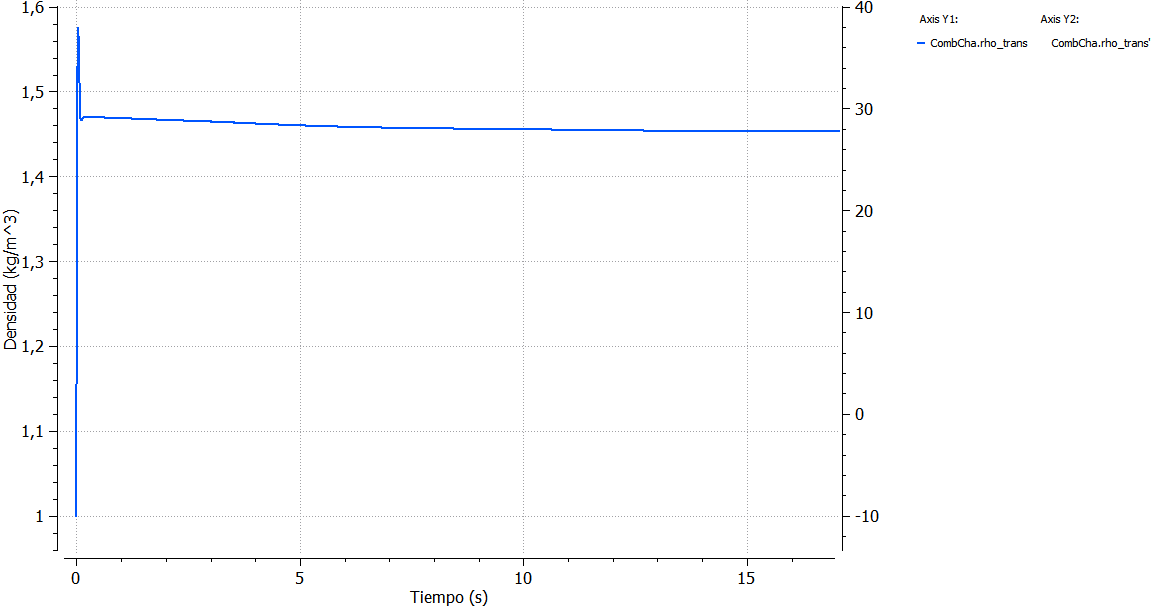 Axis Y1:
Axis Y2:
CombCha.rho_trans
CombCha.rho_trans'
Densidad (kg/m^3)
1,6
1,5
1,4
1,3
1,2
1,1
1
40
30
20
10
0
-10
0
5
10
15
Tiempo (s)